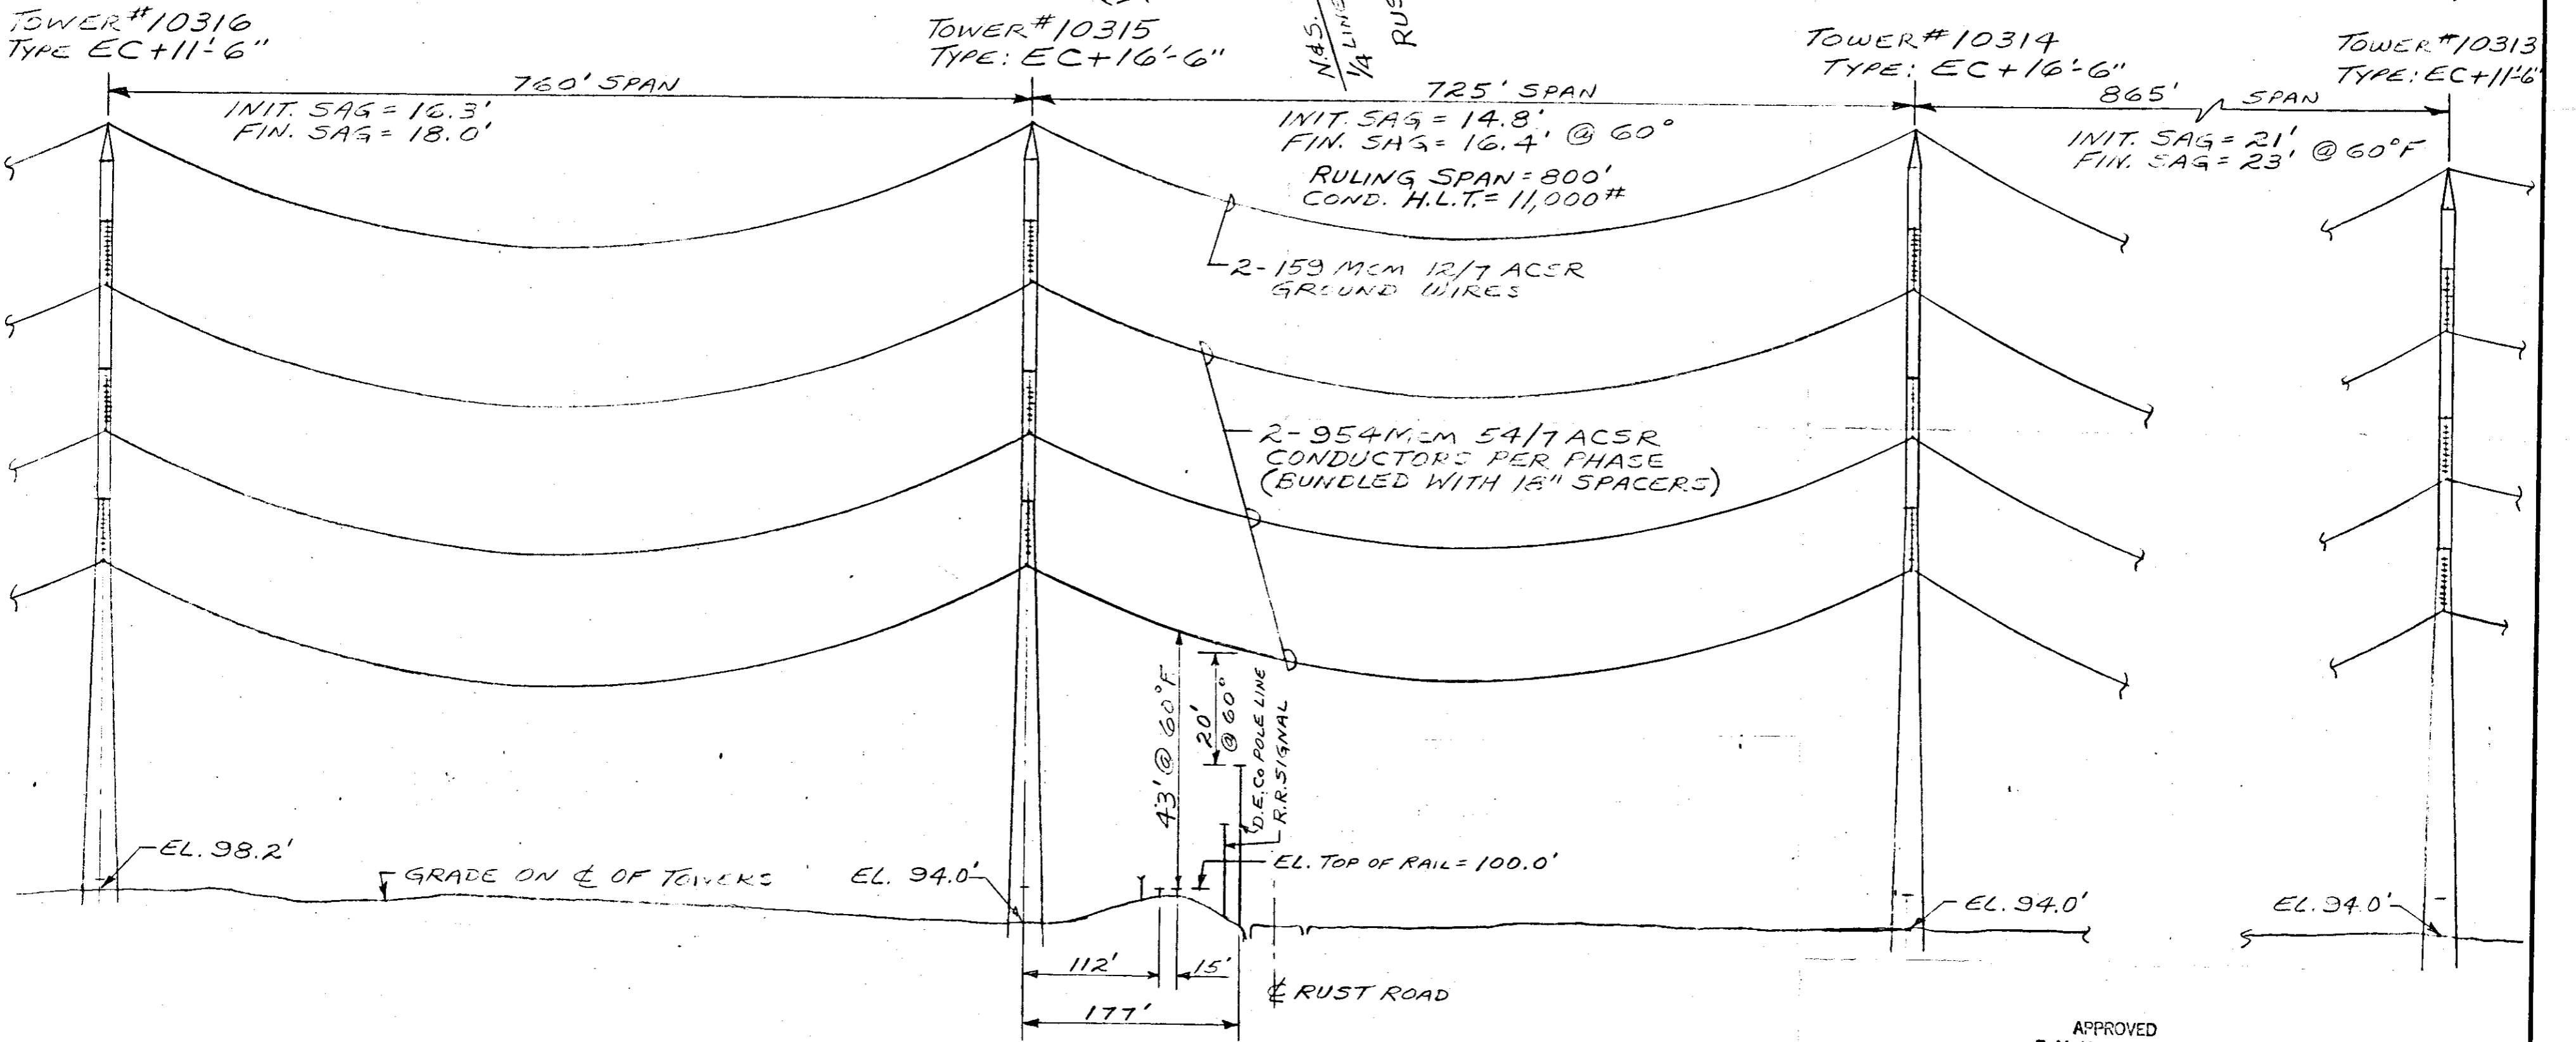 TOWER #10316
TYPE EC+11'-6"
TOWER #10315
TYPE: EC+16'-6"
N.&S.
1/4 LINE
RUS
TOWER #10314
TYPE: EC+16'-6"
TOWER #10313
TYPE: EC+11'-6"
760' SPAN
INIT. SAG = 16.3'
FIN. SAG = 18.0'
725' SPAN
INIT. SAG = 14.8'
FIN. SAG = 16.4' @ 60°
RULING SPAN = 800'
COND. H.L.T. = 11,000#
865' SPAN
INIT. SAG = 21'
FIN. SAG = 23' @ 60°F
2-159 MCM 12/7 ACSR
GROUND WIRES
2-954 MCM 54/7 ACSR
CONDUCTORS PER PHASE
(BUNDLED WITH 18" SPACERS)
43' @ 60°F
20'
@ 60°
D.E.Co POLE LINE
R.R. SIGNAL
EL. 98.2'
GRADE ON ℄ OF TOWERS
EL. 94.0'
EL. TOP OF RAIL = 100.0'
EL. 94.0'
EL. 94.0'
112'
15'
℄ RUST ROAD
177'
APPROVED